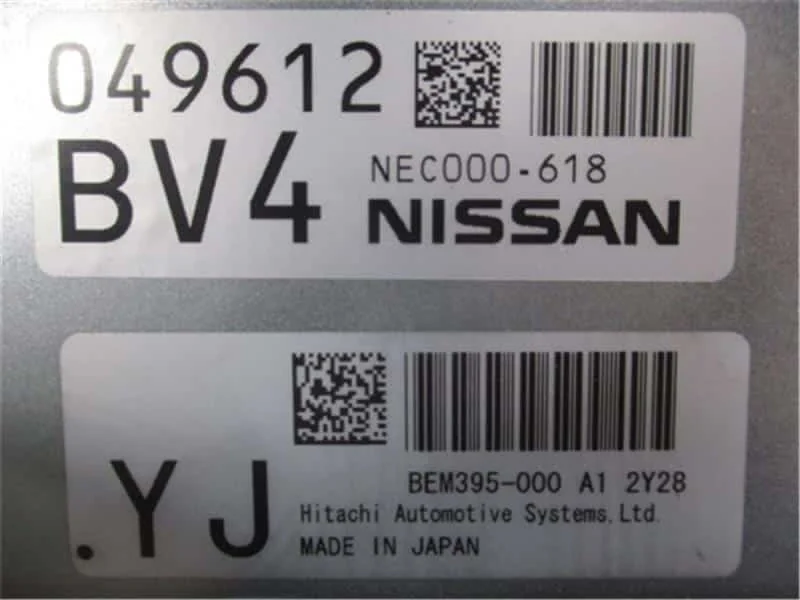 049612
BV4 NEC000-618
NISSAN
BEM395-000 A1 2Y28
.YJ Hitachi Automotive Systems,Ltd.
MADE IN JAPAN